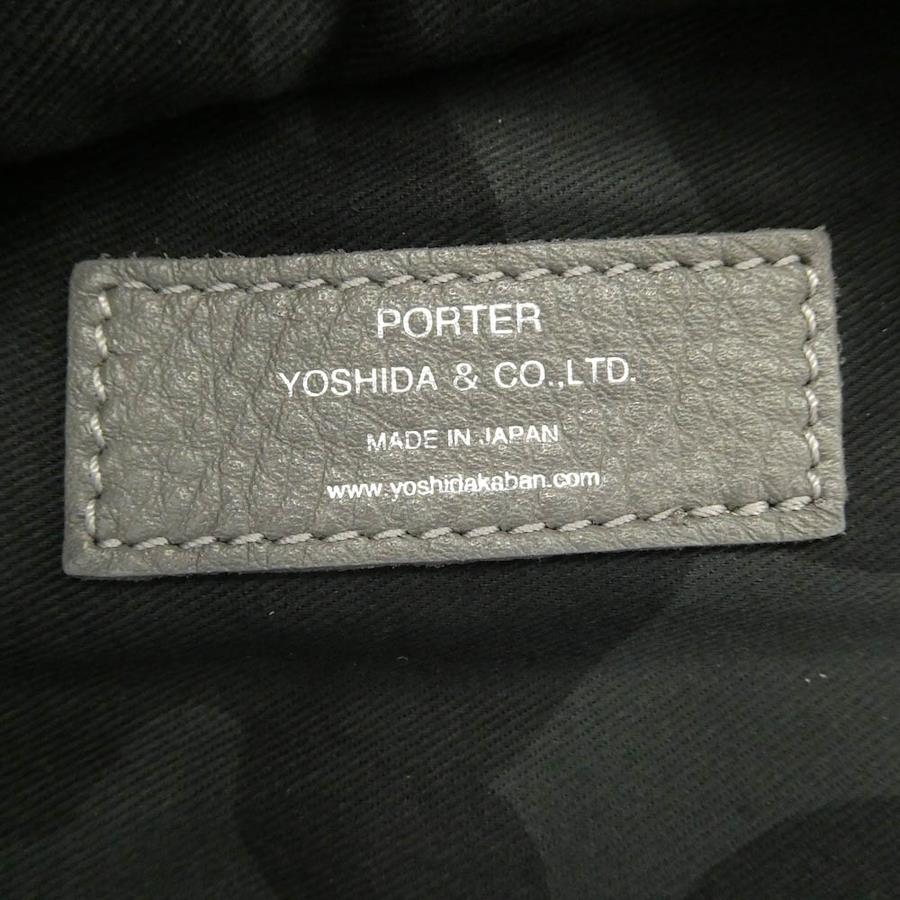 PORTER
YOSHIDA & CO.,LTD.
MADE IN JAPAN
www.yoshidakaban.com